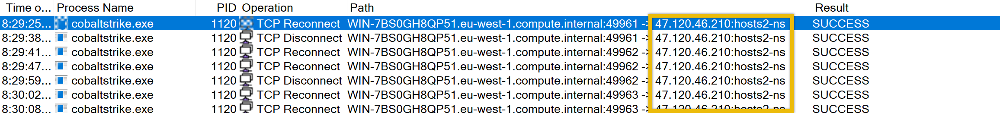 Time o... Process Name PID Operation Path Result
8:29:25... cobaltstrike.exe 1120 TCP Reconnect WIN-7BS0GH8QP51.eu-west-1.compute.internal:49961 -> 47.120.46.210:hosts2-ns SUCCESS
8:29:38... cobaltstrike.exe 1120 TCP Disconnect WIN-7BS0GH8QP51.eu-west-1.compute.internal:49961 -> 47.120.46.210:hosts2-ns SUCCESS
8:29:41... cobaltstrike.exe 1120 TCP Reconnect WIN-7BS0GH8QP51.eu-west-1.compute.internal:49962 -> 47.120.46.210:hosts2-ns SUCCESS
8:29:47... cobaltstrike.exe 1120 TCP Reconnect WIN-7BS0GH8QP51.eu-west-1.compute.internal:49962 -> 47.120.46.210:hosts2-ns SUCCESS
8:29:59... cobaltstrike.exe 1120 TCP Disconnect WIN-7BS0GH8QP51.eu-west-1.compute.internal:49962 -> 47.120.46.210:hosts2-ns SUCCESS
8:30:02... cobaltstrike.exe 1120 TCP Reconnect WIN-7BS0GH8QP51.eu-west-1.compute.internal:49963 -> 47.120.46.210:hosts2-ns SUCCESS
8:30:08... cobaltstrike.exe 1120 TCP Reconnect WIN-7BS0GH8QP51.eu-west-1.compute.internal:49963 -> 47.120.46.210:hosts2-ns SUCCESS